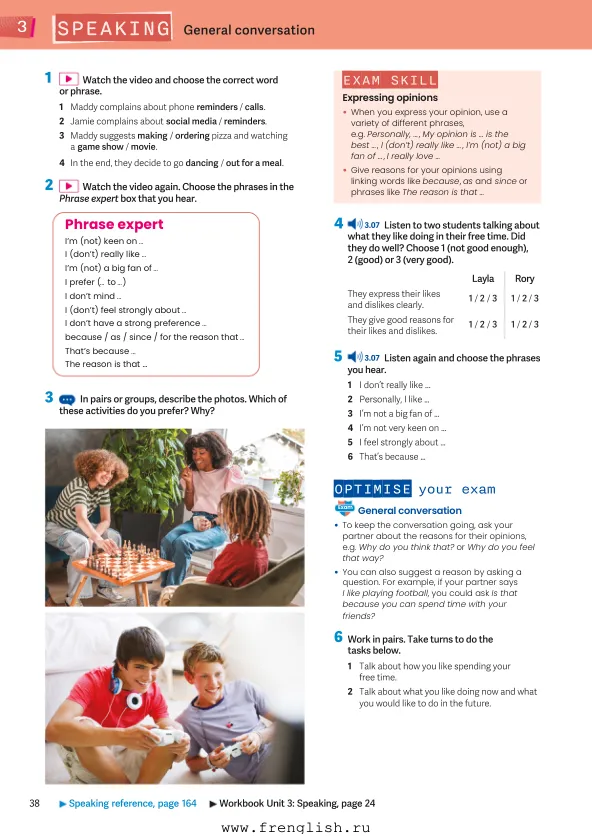 3
SPEAKING General conversation
1 Watch the video and choose the correct word
or phrase.
1 Maddy complains about phone reminders / calls.
2 Jamie complains about social media / reminders.
3 Maddy suggests making / ordering pizza and watching
a game show / movie.
4 In the end, they decide to go dancing / out for a meal.
2 Watch the video again. Choose the phrases in the
Phrase expert box that you hear.
Phrase expert
I'm (not) keen on …
I (don't) really like …
I'm (not) a big fan of …
I prefer (… to …)
I don't mind …
I (don't) feel strongly about …
I don't have a strong preference …
because / as / since / for the reason that …
That's because …
The reason is that …
3 In pairs or groups, describe the photos. Which of
these activities do you prefer? Why?
EXAM SKILL
Expressing opinions
• When you express your opinion, use a
variety of different phrases,
e.g. Personally, …, My opinion is … is the
best …, I (don't) really like …, I'm (not) a big
fan of …, I really love …
• Give reasons for your opinions using
linking words like because, as and since or
phrases like The reason is that …
4 3.07 Listen to two students talking about
what they like doing in their free time. Did
they do well? Choose 1 (not good enough),
2 (good) or 3 (very good).
Layla Rory
They express their likes
and dislikes clearly. 1 / 2 / 3 1 / 2 / 3
They give good reasons for
their likes and dislikes. 1 / 2 / 3 1 / 2 / 3
5 3.07 Listen again and choose the phrases
you hear.
1 I don't really like …
2 Personally, I like …
3 I'm not a big fan of …
4 I'm not very keen on …
5 I feel strongly about …
6 That's because …
OPTIMISE your exam
Exam General conversation
• To keep the conversation going, ask your
partner about the reasons for their opinions,
e.g. Why do you think that? or Why do you feel
that way?
• You can also suggest a reason by asking a
question. For example, if your partner says
I like playing football, you could ask Is that
because you can spend time with your
friends?
6 Work in pairs. Take turns to do the
tasks below.
1 Talk about how you like spending your
free time.
2 Talk about what you like doing now and what
you would like to do in the future.
38 ▶ Speaking reference, page 164 ▶ Workbook Unit 3: Speaking, page 24
www.frenglish.ru